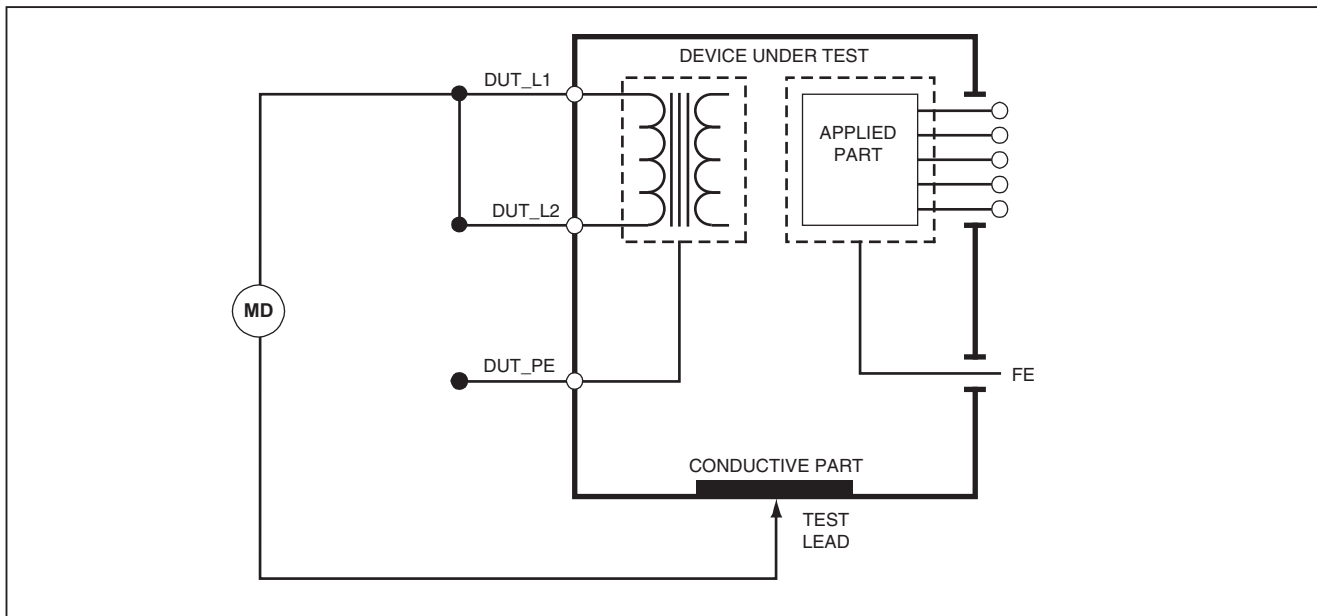 DEVICE UNDER TEST
DUT_L1
APPLIED
PART
DUT_L2
MD
DUT_PE
FE
CONDUCTIVE PART
TEST
LEAD